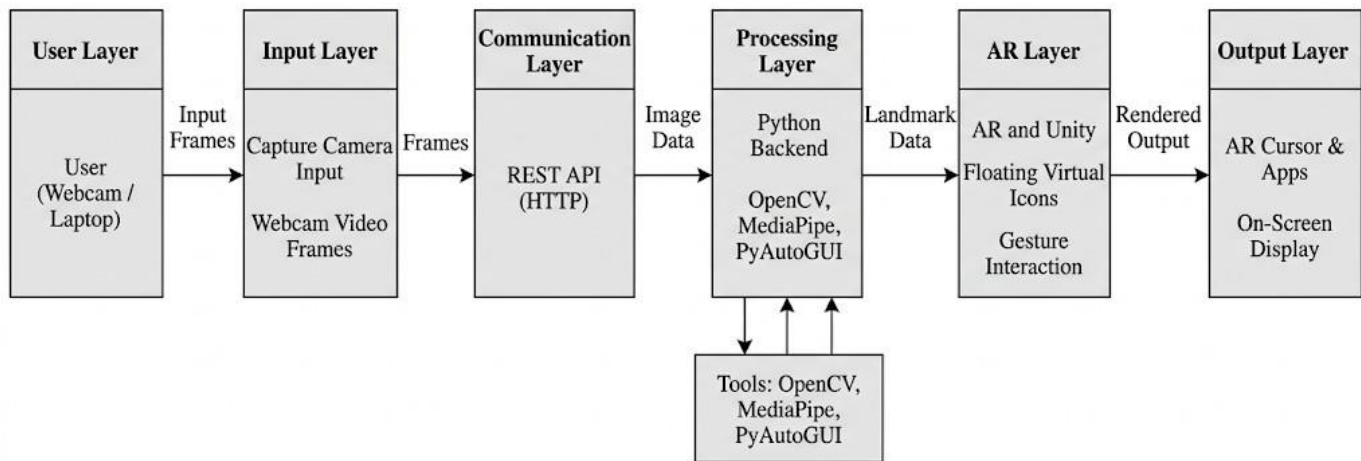 User Layer
User
(Webcam /
Laptop)
Input
Frames
Input Layer
Capture Camera
Input
Webcam Video
Frames
Frames
Communication
Layer
REST API
(HTTP)
Image
Data
Processing
Layer
Python
Backend
OpenCV,
MediaPipe,
PyAutoGUI
Tools: OpenCV,
MediaPipe,
PyAutoGUI
Landmark
Data
AR Layer
AR and Unity
Floating Virtual
Icons
Gesture
Interaction
Rendered
Output
Output Layer
AR Cursor &
Apps
On-Screen
Display